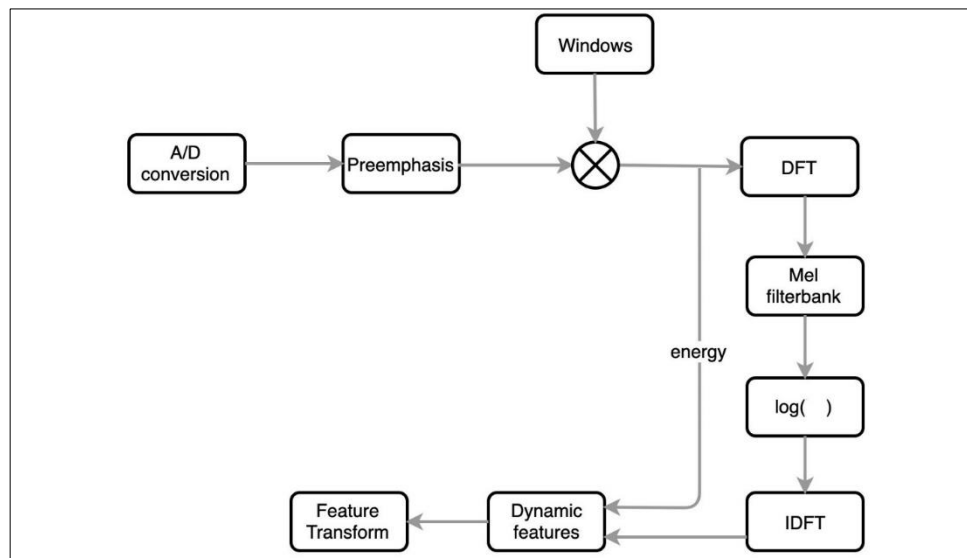 Windows
A/D
conversion
Preemphasis
DFT
Mel
filterbank
energy
log( )
Feature
Transform
Dynamic
features
IDFT